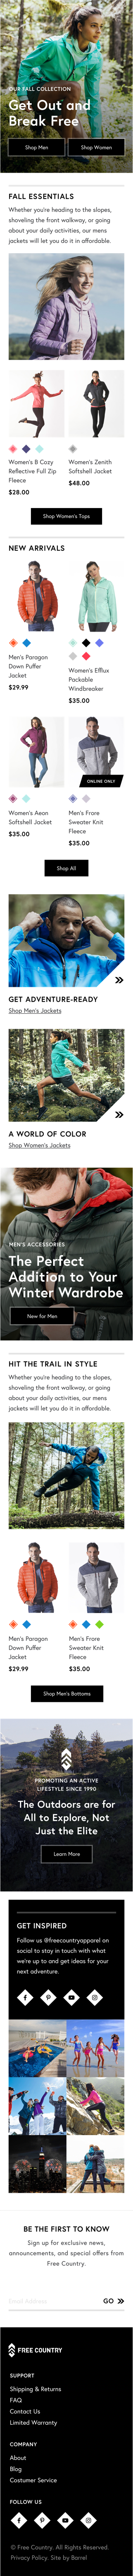 OUR FALL COLLECTION
Get Out and
Break Free
Shop Men
Shop Women
FALL ESSENTIALS
Whether you're heading to the slopes,
shoveling the front walkway, or going
about your daily activities, our mens
jackets will let you do it in affordable.
Women's B Cozy
Reflective Full Zip
Fleece
$28.00
Women's Zenith
Softshell Jacket
$48.00
Shop Women's Tops
NEW ARRIVALS
Men's Paragon
Down Puffer
Jacket
$29.99
Women's Efflux
Packable
Windbreaker
$35.00
Women's Aeon
Softshell Jacket
$35.00
ONLINE ONLY
Men's Frore
Sweater Knit
Fleece
$35.00
Shop All
GET ADVENTURE-READY
Shop Men's Jackets
A WORLD OF COLOR
Shop Women's Jackets
MEN'S ACCESSORIES
The Perfect
Addition to Your
Winter Wardrobe
New for Men
HIT THE TRAIL IN STYLE
Whether you're heading to the slopes,
shoveling the front walkway, or going
about your daily activities, our mens
jackets will let you do it in affordable.
Men's Paragon
Down Puffer
Jacket
$29.99
Men's Frore
Sweater Knit
Fleece
$35.00
Shop Men's Bottoms
PROMOTING AN ACTIVE
LIFESTYLE SINCE 1990
The Outdoors are for
All to Explore, Not
Just the Elite
Learn More
GET INSPIRED
Follow us @freecountryapparel on
social to stay in touch with what
we're up to and get ideas for your
next adventure.
BE THE FIRST TO KNOW
Sign up for exclusive news,
announcements, and special offers from
Free Country.
Email Address
GO
FREE COUNTRY
SUPPORT
Shipping & Returns
FAQ
Contact Us
Limited Warranty
COMPANY
About
Blog
Costumer Service
FOLLOW US
© Free Country. All Rights Reserved.
Privacy Policy. Site by Barrel